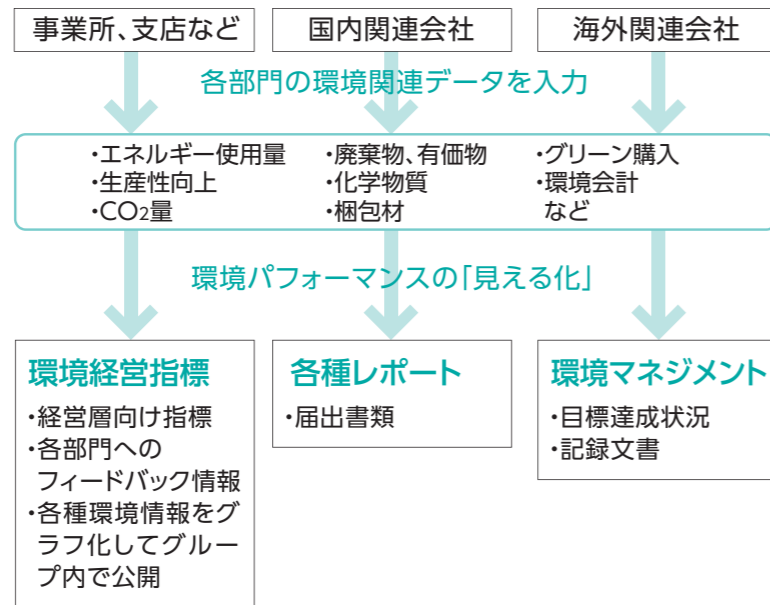 事業所、支店など
国内関連会社
海外関連会社
各部門の環境関連データを入力
・エネルギー使用量
・生産性向上
・CO2量
・廃棄物、有価物
・化学物質
・梱包材
・グリーン購入
・環境会計
など
環境パフォーマンスの「見える化」
環境経営指標
・経営層向け指標
・各部門への
フィードバック情報
・各種環境情報をグ
ラフ化してグルー
プ内で公開
各種レポート
・届出書類
環境マネジメント
・目標達成状況
・記録文書